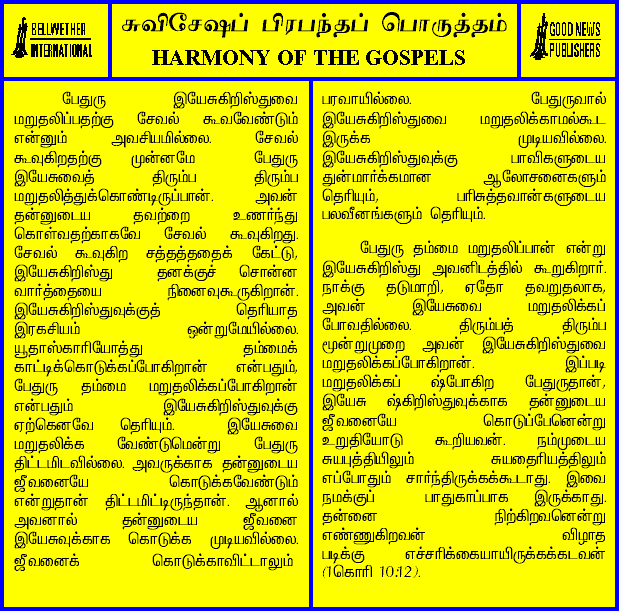 BELLWETHER
INTERNATIONAL
சுவிசேஷப் பிரபந்தப் பொருத்தம்
HARMONY OF THE GOSPELS
GOOD NEWS
PUBLISHERS
பேதுரு இயேசுகிறிஸ்துவை
மறுதலிப்பதற்கு சேவல் கூவவேண்டும்
என்னும் அவசியமில்லை. சேவல்
கூவுகிறதற்கு முன்னமே பேதுரு
இயேசுவைத் திரும்ப திரும்ப
மறுதலித்துக்கொண்டிருப்பான். அவன்
தன்னுடைய தவற்றை உணர்ந்து
கொள்வதற்காகவே சேவல் கூவுகிறது.
சேவல் கூவுகிற சத்தத்ததைக் கேட்டு,
இயேசுகிறிஸ்து தனக்குச் சொன்ன
வார்த்தையை நினைவுகூருகிறான்.
இயேசுகிறிஸ்துவுக்குத் தெரியாத
இரகசியம் ஒன்றுமேயில்லை.
யூதாஸ்காரியோத்து தம்மைக்
காட்டிக்கொடுக்கப்போகிறான் என்பதும்,
பேதுரு தம்மை மறுதலிக்கப்போகிறான்
என்பதும் இயேசுகிறிஸ்துவுக்கு
ஏற்கெனவே தெரியும். இயேசுவை
மறுதலிக்க வேண்டுமென்று பேதுரு
திட்டமிடவில்லை. அவருக்காக தன்னுடைய
ஜீவனையே கொடுக்கவேண்டும்
என்றுதான் திட்டமிட்டிருந்தான். ஆனால்
அவனால் தன்னுடைய ஜீவனை
இயேசுவுக்காக கொடுக்க முடியவில்லை.
ஜீவனைக் கொடுக்காவிட்டாலும்
பரவாயில்லை. பேதுருவால்
இயேசுகிறிஸ்துவை மறுதலிக்காமல்கூட
இருக்க முடியவில்லை.
இயேசுகிறிஸ்துவுக்கு பாவிகளுடைய
துன்மார்க்கமான ஆலோசனைகளும்
தெரியும், பரிசுத்தவான்களுடைய
பலவீனங்களும் தெரியும்.
பேதுரு தம்மை மறுதலிப்பான் என்று
இயேசுகிறிஸ்து அவனிடத்தில் கூறுகிறார்.
நாக்கு தடுமாறி, ஏதோ தவறுதலாக,
அவன் இயேசுவை மறுதலிக்கப்
போவதில்லை. திரும்பத் திரும்ப
மூன்றுமுறை அவன் இயேசுகிறிஸ்துவை
மறுதலிக்கப்போகிறான். இப்படி
மறுதலிக்கப் ஷ்போகிற பேதுருதான்,
இயேசு ஷ்கிறிஸ்துவுக்காக தன்னுடைய
ஜீவனையே கொடுப்பேனென்று
உறுதியோடு கூறியவன். நம்முடைய
சுயபுத்தியிலும் சுயதைரியத்திலும்
எப்போதும் சார்ந்திருக்கக்கூடாது. இவை
நமக்குப் பாதுகாப்பாக இருக்காது.
தன்னை நிற்கிறவனென்று
எண்ணுகிறவன் விழாத
படிக்கு எச்சரிக்கையாயிருக்கக்கடவன்
(1கொரி 10:12).